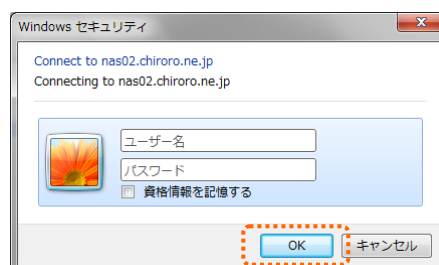 Windows セキュリティ
x
Connect to nas02.chiroro.ne.jp
Connecting to nas02.chiroro.ne.jp
ユーザー名
パスワード
資格情報を記憶する
OK キャンセル